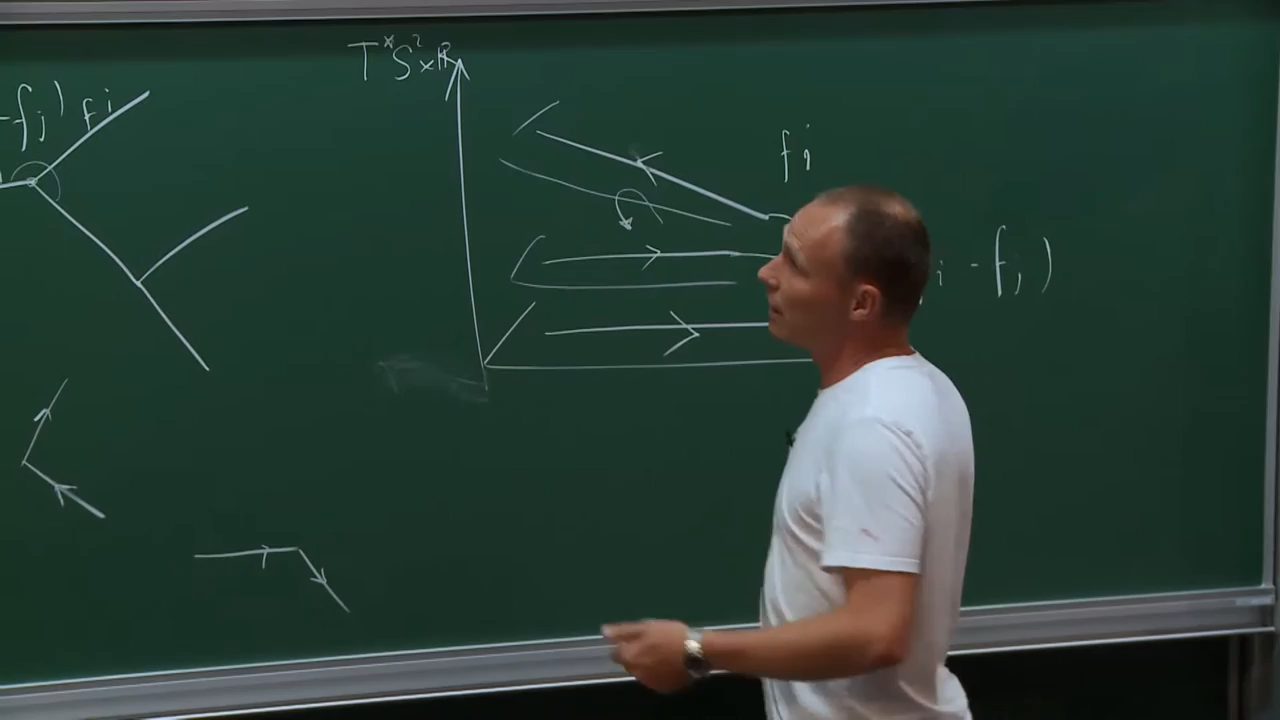 T*S²×ℝ
-fⱼ) fᵢ
fᵢ
ᵢ - fⱼ)